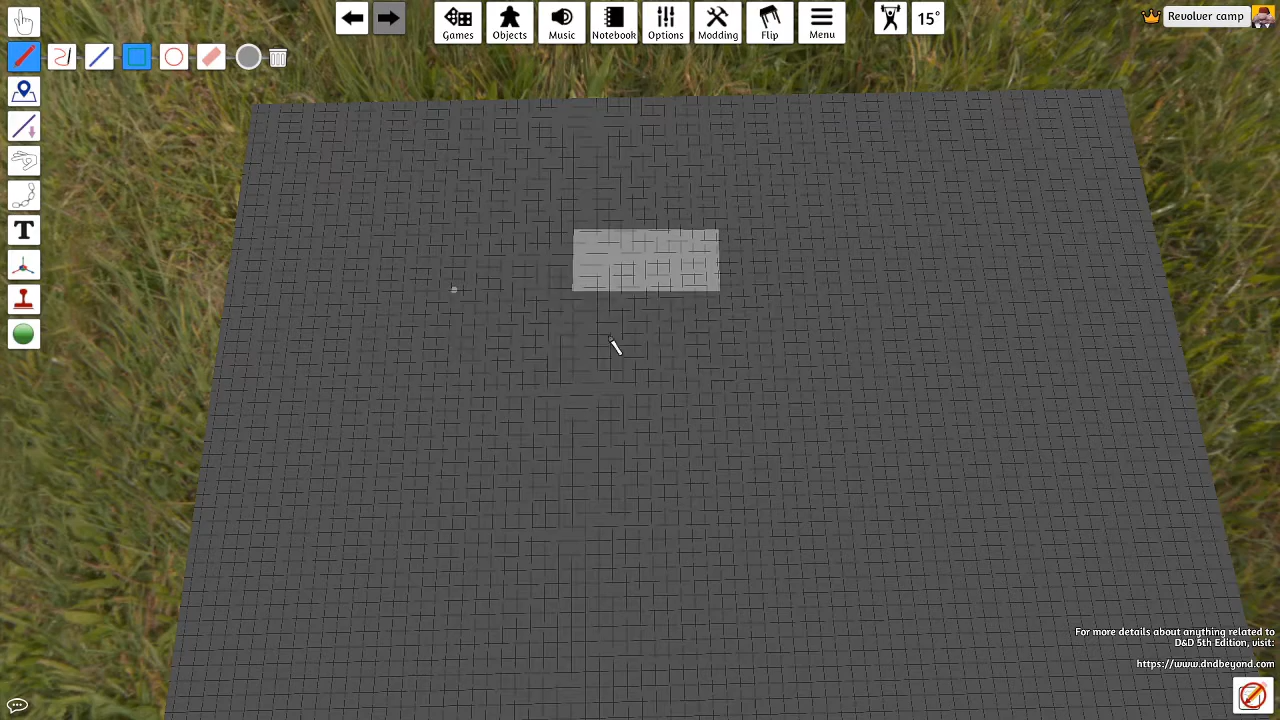 Games
Objects
Music
Notebook
Options
Modding
Flip
Menu
15°
Revolver camp
T
For more details about anything related to
D&D 5th Edition, visit:
https://www.dndbeyond.com